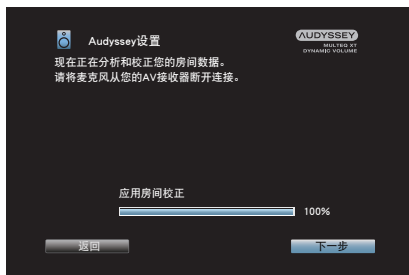 Audyssey设置
AUDYSSEY
MULTEQ XT
DYNAMIC VOLUME
现在正在分析和校正您的房间数据。
请将麦克风从您的AV接收器断开连接。
应用房间校正
100%
返回
下一步